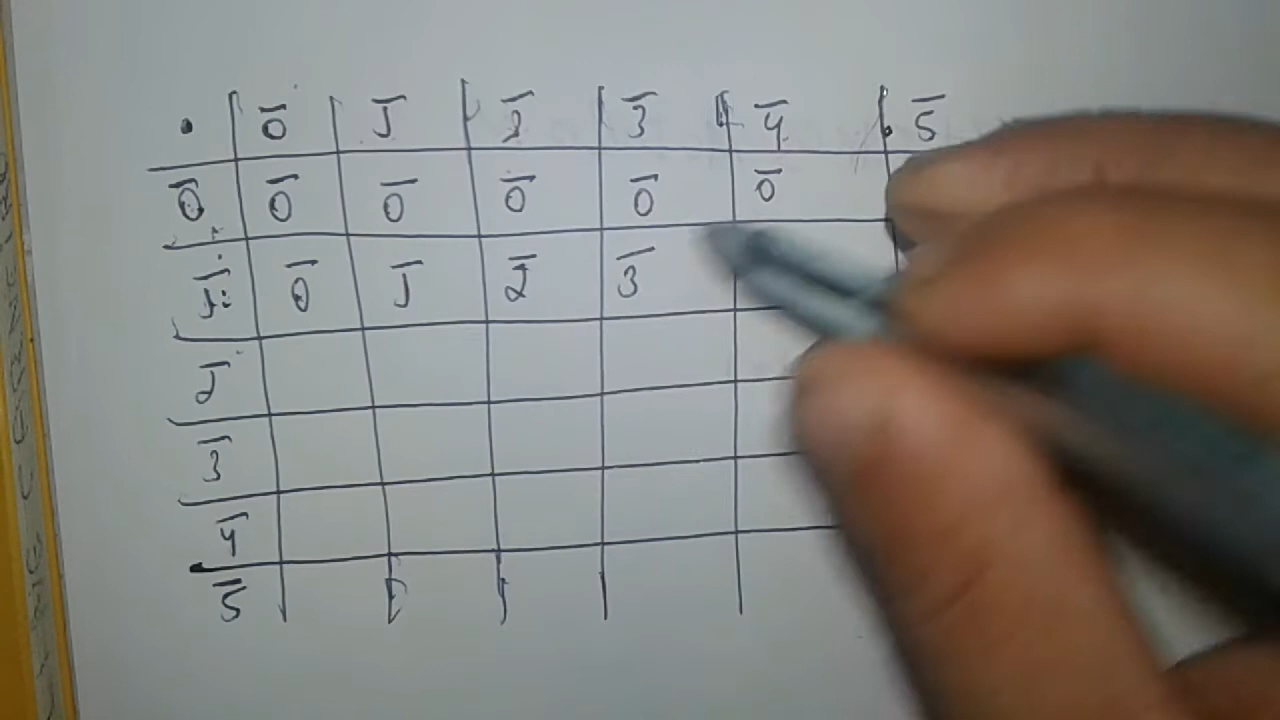 · 0̅ 1̅ 2̅ 3̅ 4̅ 5̅
0̅ 0̅ 0̅ 0̅ 0̅ 0̅
1̅ 0̅ 1̅ 2̅ 3̅
2̅
3̅
4̅
5̅